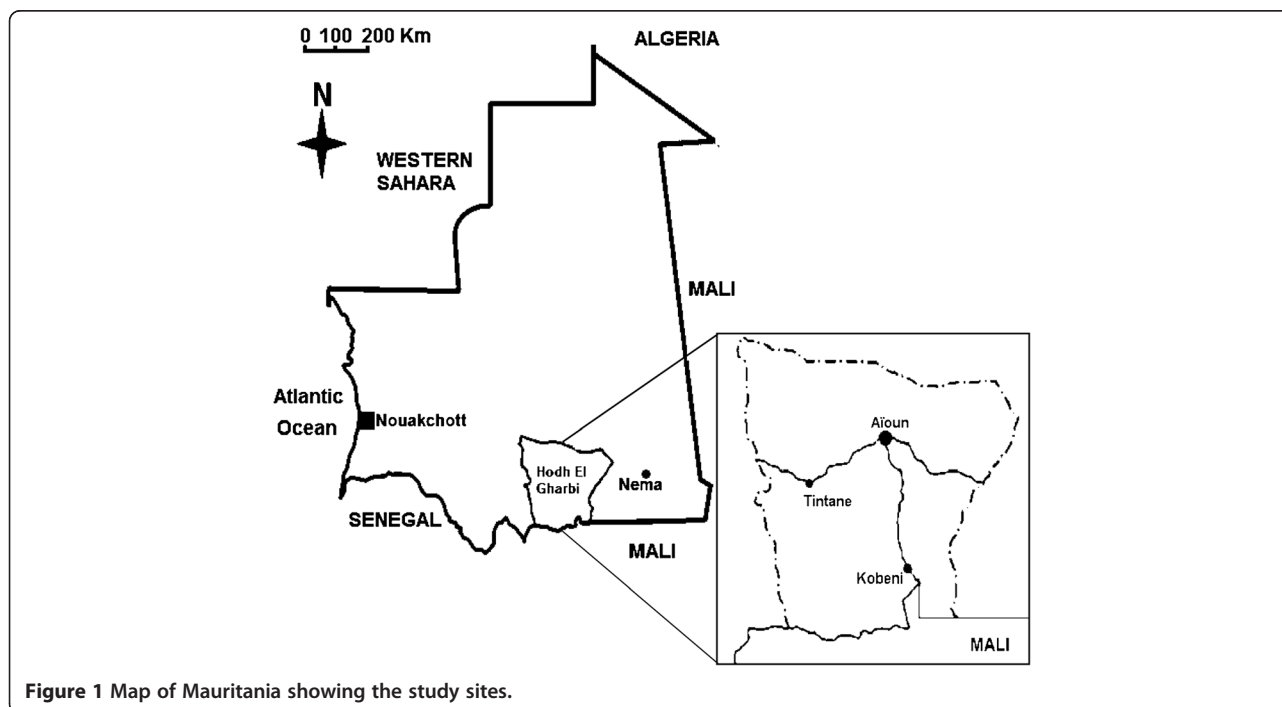 0 100 200 Km
ALGERIA
N
WESTERN
SAHARA
MALI
Atlantic
Ocean
Nouakchott
Hodh El
Gharbi
Nema
SENEGAL
MALI
Aïoun
Tintane
Kobeni
MALI
Figure 1 Map of Mauritania showing the study sites.